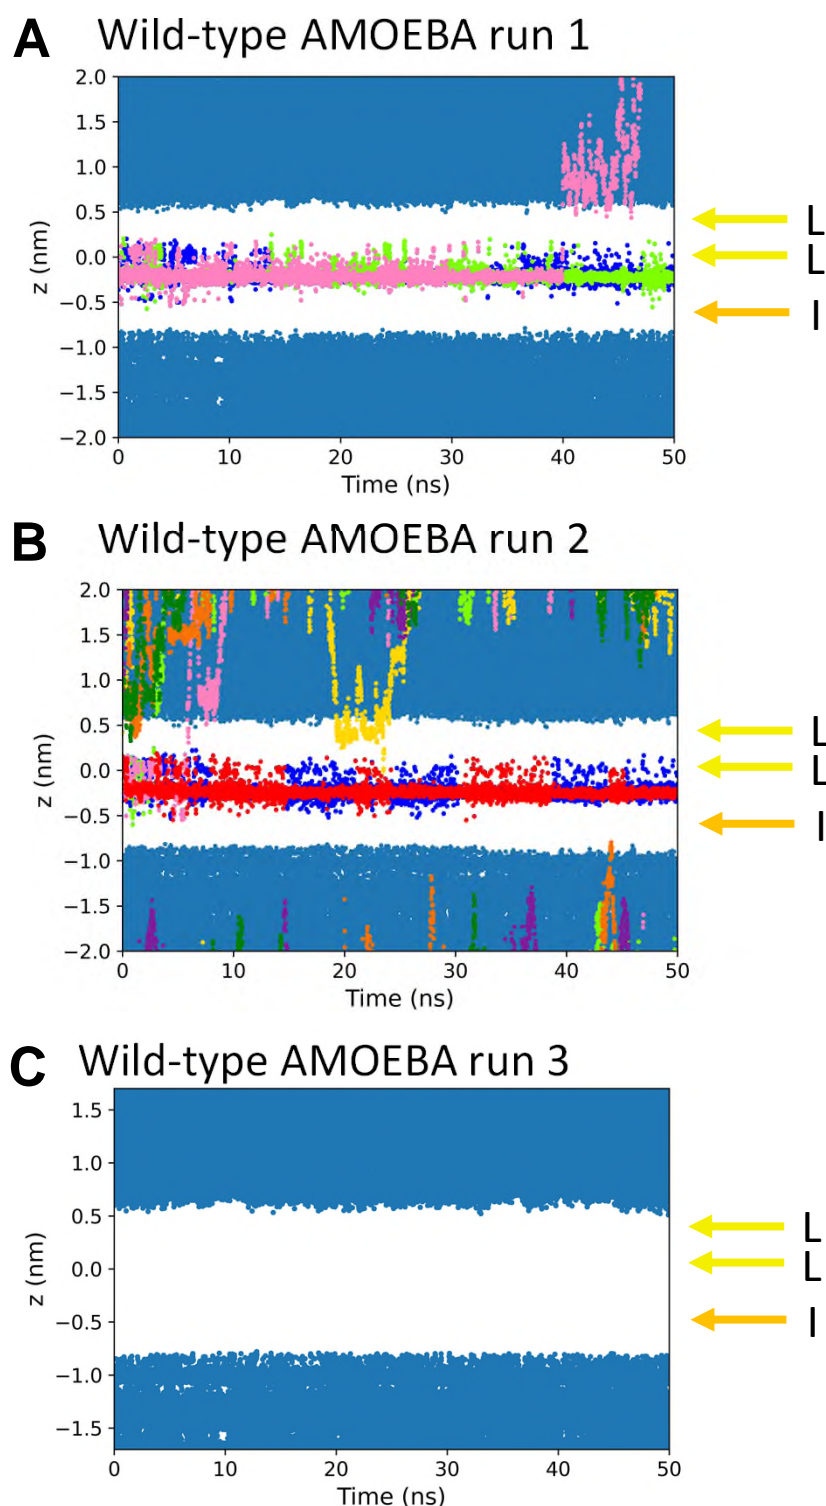 A Wild-type AMOEBA run 1
2.0
1.5
1.0
0.5
0.0
−0.5
−1.0
−1.5
−2.0
z (nm)
0 10 20 30 40 50
Time (ns)
L
L
I
B Wild-type AMOEBA run 2
2.0
1.5
1.0
0.5
0.0
−0.5
−1.0
−1.5
−2.0
z (nm)
0 10 20 30 40 50
Time (ns)
L
L
I
C Wild-type AMOEBA run 3
1.5
1.0
0.5
0.0
−0.5
−1.0
−1.5
z (nm)
0 10 20 30 40 50
Time (ns)
L
L
I